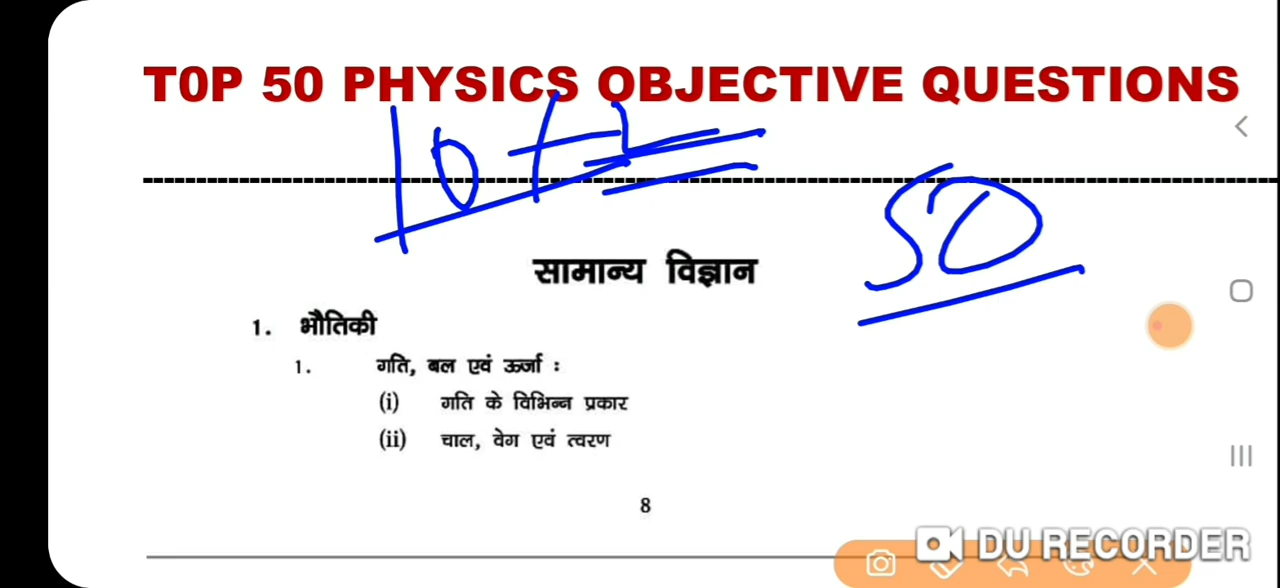 T0P 50 PHYSICS OBJECTIVE QUESTIONS
10+2
50
सामान्य विज्ञान
1. भौतिकी
1. गति, बल एवं ऊर्जा :
(i) गति के विभिन्न प्रकार
(ii) चाल, वेग एवं त्वरण
8
DU RECORDER